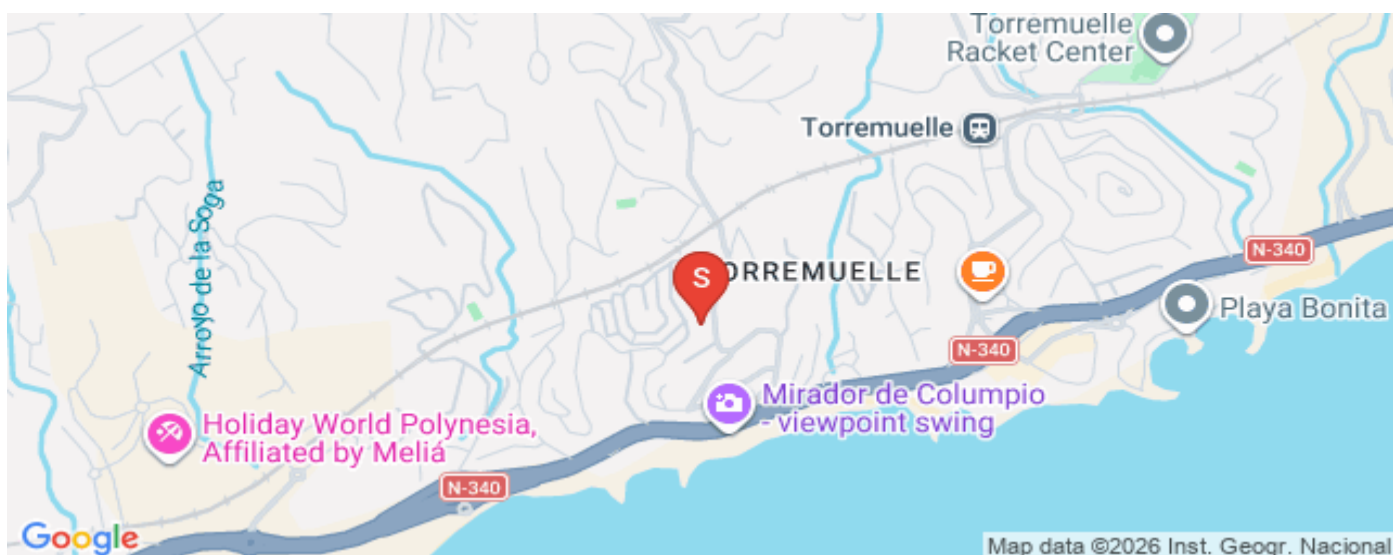 Torremuelle
Racket Center
Torremuelle
Arroyo de la Soga
N-340
S
ORREMUELLE
Playa Bonita
N-340
Mirador de Columpio
- viewpoint swing
Holiday World Polynesia,
Affiliated by Meliá
N-340
Google
Map data ©2026 Inst. Geogr. Nacional